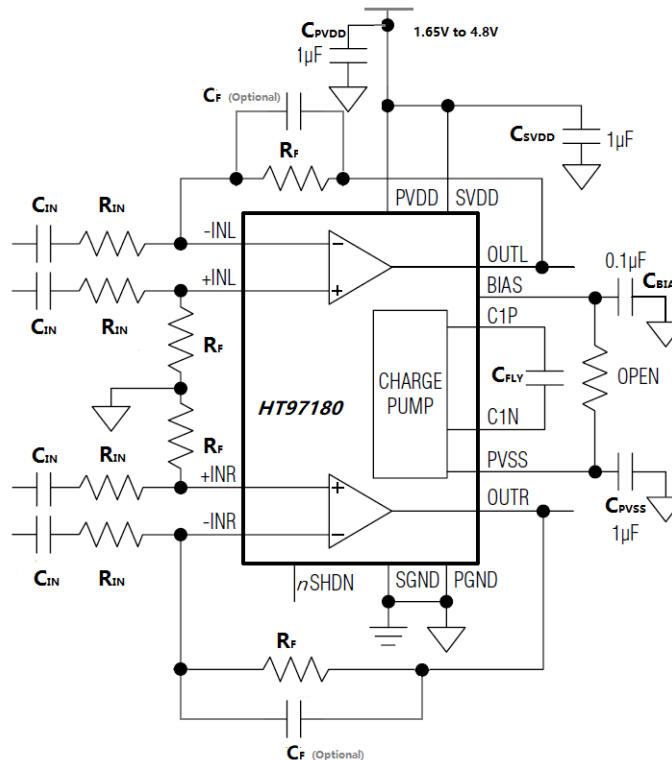 CPVDD
1.65V to 4.8V
1µF
CF (Optional)
CSVDD
1µF
RF
PVDD
SVDD
CIN
RIN
-INL
OUTL
+INL
BIAS
0.1µF
CBIA
CIN
RIN
C1P
RF
CHARGE
PUMP
CFLY
OPEN
HT97180
C1N
RF
CIN
RIN
+INR
PVSS
OUTR
-INR
CPVSS
1µF
CIN
RIN
nSHDN
SGND
PGND
RF
CF (Optional)